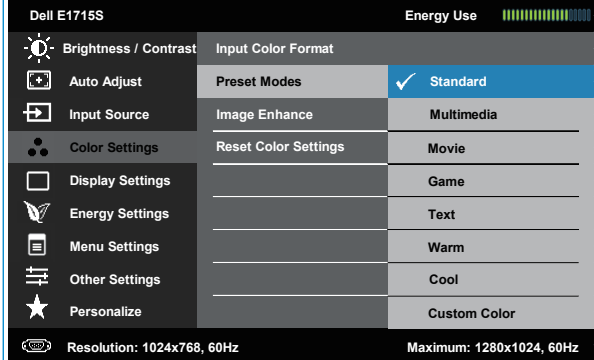 Dell E1715S Energy Use
Brightness / Contrast Input Color Format
Auto Adjust Preset Modes Standard
Input Source Image Enhance Multimedia
Color Settings Reset Color Settings Movie
Display Settings Game
Energy Settings Text
Menu Settings Warm
Other Settings Cool
Personalize Custom Color
Resolution: 1024x768, 60Hz Maximum: 1280x1024, 60Hz